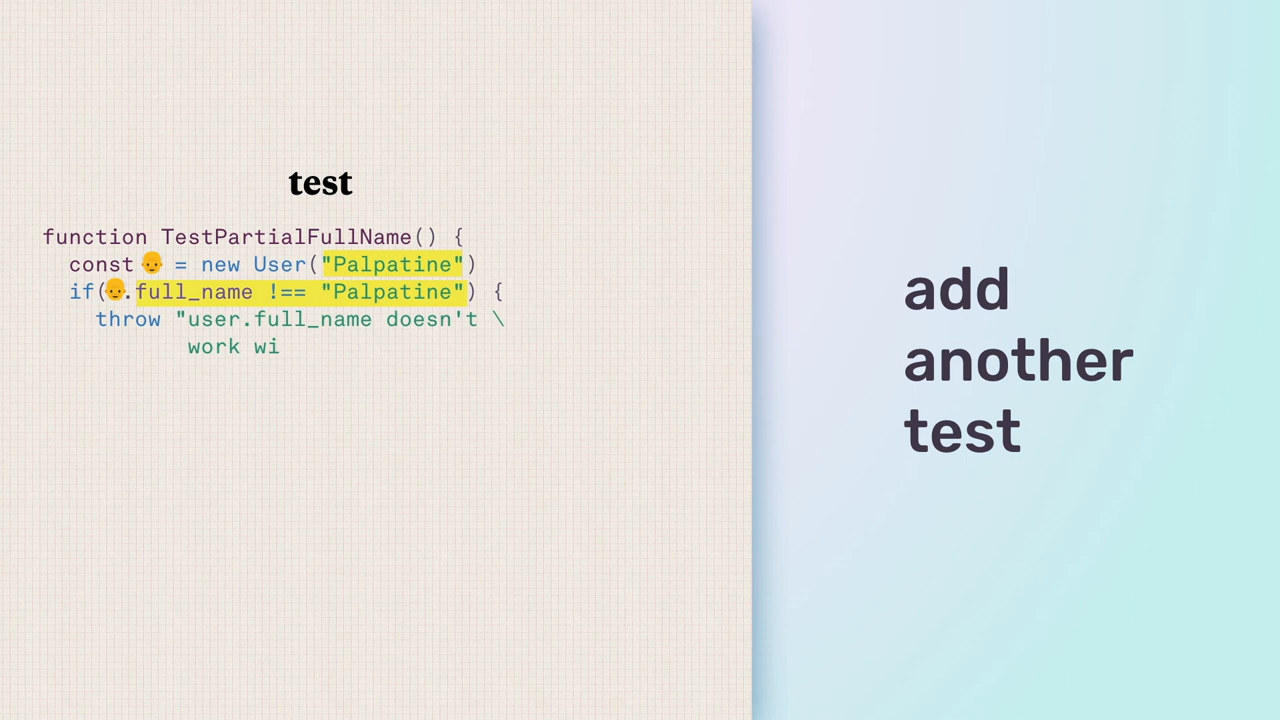 test
function TestPartialFullName() {
const 👴 = new User("Palpatine")
if(👴.full_name !== "Palpatine") {
throw "user.full_name doesn't \
work wi
add
another
test